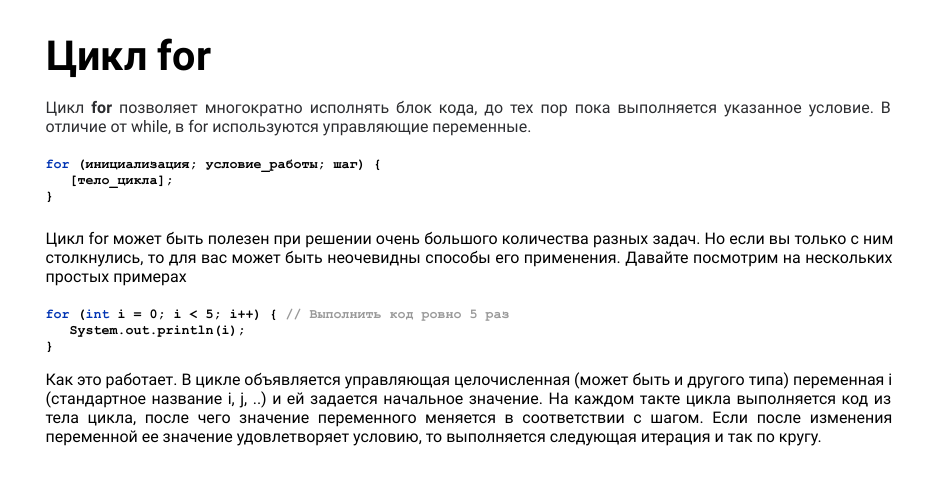 Цикл for
Цикл for позволяет многократно исполнять блок кода, до тех пор пока выполняется указанное условие. В
отличие от while, в for используются управляющие переменные.
for (инициализация; условие_работы; шаг) {
[тело_цикла];
}
Цикл for может быть полезен при решении очень большого количества разных задач. Но если вы только с ним
столкнулись, то для вас может быть неочевидны способы его применения. Давайте посмотрим на нескольких
простых примерах
for (int i = 0; i < 5; i++) { // Выполнить код ровно 5 раз
System.out.println(i);
}
Как это работает. В цикле объявляется управляющая целочисленная (может быть и другого типа) переменная i
(стандартное название i, j, ..) и ей задается начальное значение. На каждом такте цикла выполняется код из
тела цикла, после чего значение переменного меняется в соответствии с шагом. Если после изменения
переменной ее значение удовлетворяет условию, то выполняется следующая итерация и так по кругу.